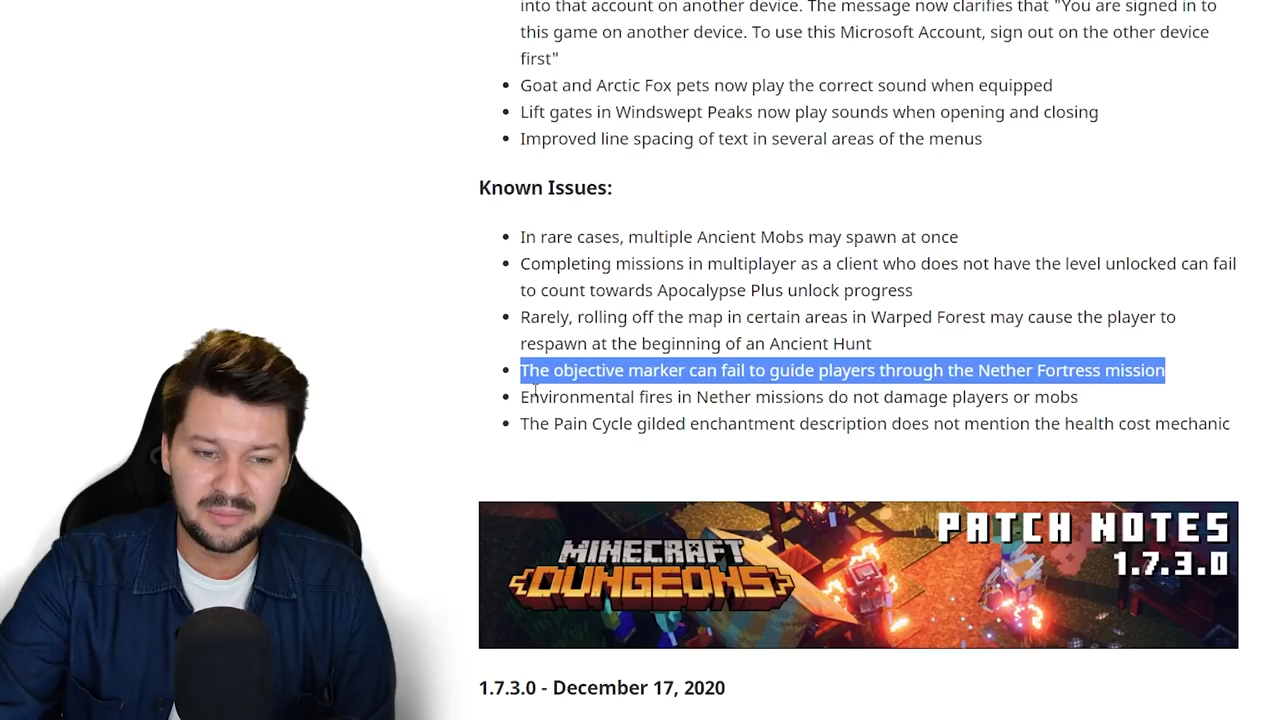 into that account on another device. The message now clarifies that "You are signed in to
this game on another device. To use this Microsoft Account, sign out on the other device
first"
Goat and Arctic Fox pets now play the correct sound when equipped
Lift gates in Windswept Peaks now play sounds when opening and closing
Improved line spacing of text in several areas of the menus
Known Issues:
In rare cases, multiple Ancient Mobs may spawn at once
Completing missions in multiplayer as a client who does not have the level unlocked can fail
to count towards Apocalypse Plus unlock progress
Rarely, rolling off the map in certain areas in Warped Forest may cause the player to
respawn at the beginning of an Ancient Hunt
The objective marker can fail to guide players through the Nether Fortress mission
Environmental fires in Nether missions do not damage players or mobs
The Pain Cycle gilded enchantment description does not mention the health cost mechanic
PATCH NOTES
1.7.3.0
MINECRAFT
DUNGEONS
1.7.3.0 - December 17, 2020